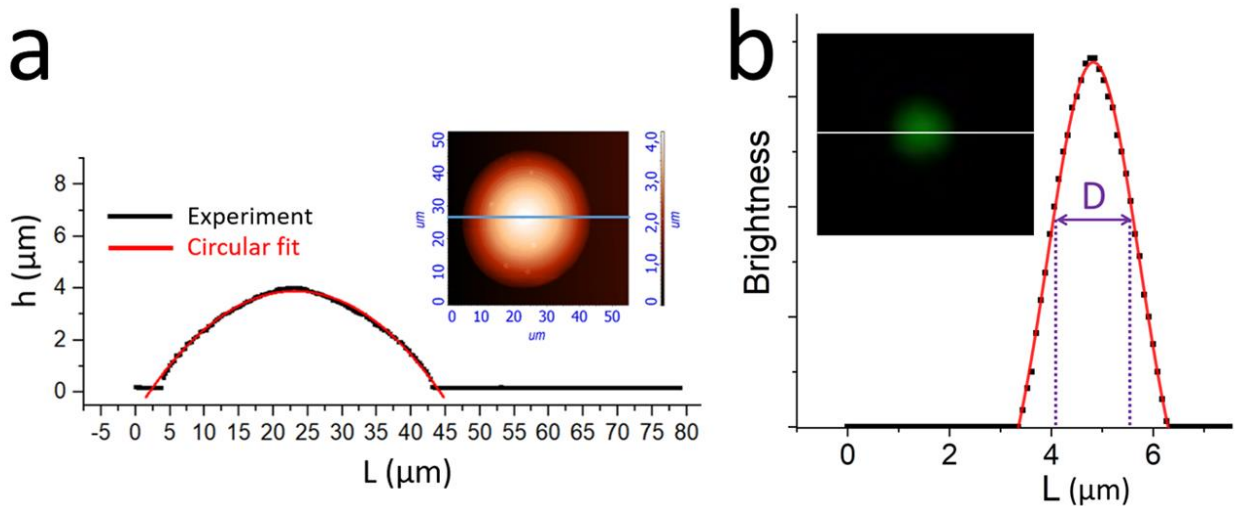 a
h (μm)
8
6
4
2
0
Experiment
Circular fit
-5 0 5 10 15 20 25 30 35 40 45 50 55 60 65 70 75 80
L (μm)
50
40
30
20
10
0
um
0 10 20 30 40 50
um
4,0
3,0
2,0
1,0
0
um
b
Brightness
D
0 2 4 6
L (μm)